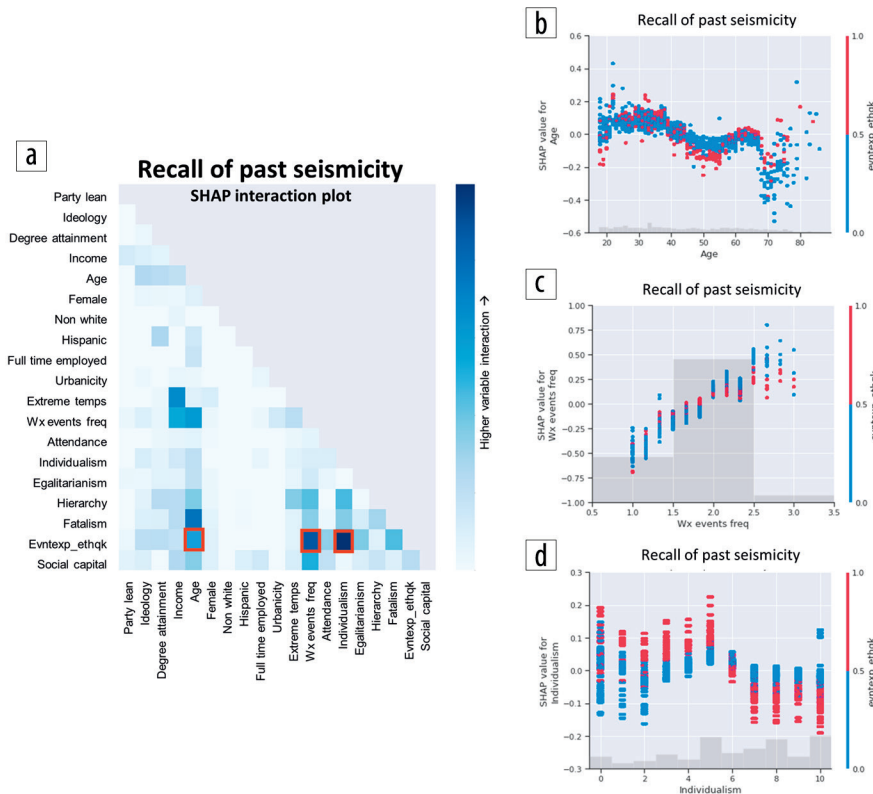 a
Recall of past seismicity
SHAP interaction plot
Party lean
Ideology
Degree attainment
Income
Age
Female
Non white
Hispanic
Full time employed
Urbanicity
Extreme temps
Wx events freq
Attendance
Individualism
Egalitarianism
Hierarchy
Fatalism
Evntexp_ethqk
Social capital
Party lean
Ideology
Degree attainment
Income
Age
Female
Non white
Hispanic
Full time employed
Urbanicity
Extreme temps
Wx events freq
Attendance
Individualism
Egalitarianism
Hierarchy
Fatalism
Evntexp_ethqk
Social capital
Higher variable interaction →
b
Recall of past seismicity
SHAP value for
Age
0.6
0.4
0.2
0.0
−0.2
−0.4
−0.6
20
30
40
50
60
70
80
Age
1.0
0.5
0.0
evntexp_ethqk
c
Recall of past seismicity
SHAP value for
Wx events freq
1.00
0.75
0.50
0.25
0.00
−0.25
−0.50
−0.75
−1.00
0.5
1.0
1.5
2.0
2.5
3.0
3.5
Wx events freq
1.0
0.5
0.0
d
Recall of past seismicity
SHAP value for
Individualism
0.3
0.2
0.1
0.0
−0.1
−0.2
−0.3
0
2
4
6
8
10
Individualism
1.0
0.5
0.0
evntexp_ethqk